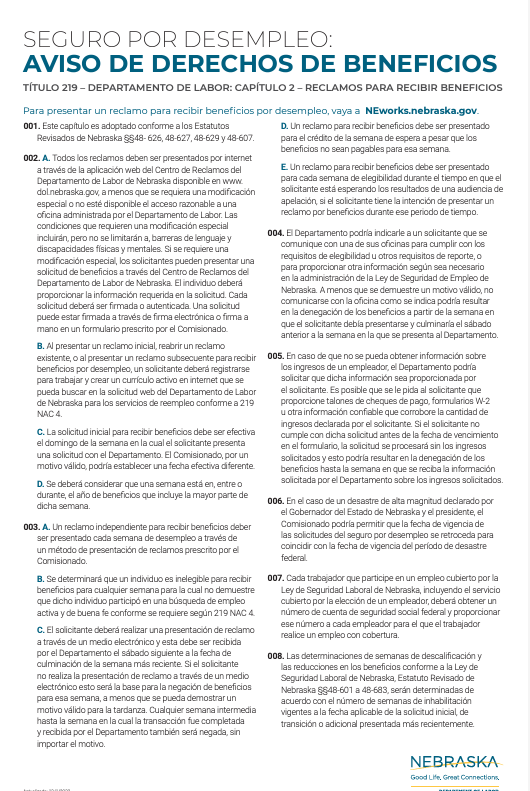 SEGURO POR DESEMPLEO:
AVISO DE DERECHOS DE BENEFICIOS
TÍTULO 219 – DEPARTAMENTO DE LABOR: CAPÍTULO 2 – RECLAMOS PARA RECIBIR BENEFICIOS
Para presentar un reclamo para recibir beneficios por desempleo, vaya a NEworks.nebraska.gov.
001. Este capítulo es adoptado conforme a los Estatutos
Revisados de Nebraska §§48- 626, 48-627, 48-629 y 48-607.
002. A. Todos los reclamos deben ser presentados por internet
a través de la aplicación web del Centro de Reclamos del
Departamento de Labor de Nebraska disponible en www.
dol.nebraska.gov, a menos que se requiera una modificación
especial o no esté disponible el acceso razonable a una
oficina administrada por el Departamento de Labor. Las
condiciones que requieren una modificación especial
incluirán, pero no se limitarán a, barreras de lenguaje y
discapacidades físicas y mentales. Si se requiere una
modificación especial, los solicitantes pueden presentar una
solicitud de beneficios a través del Centro de Reclamos del
Departamento de Labor de Nebraska. El individuo deberá
proporcionar la información requerida en la solicitud. Cada
solicitud deberá ser firmada o autenticada. Una solicitud
puede estar firmada a través de firma electrónica o firma a
mano en un formulario prescrito por el Comisionado.
B. Al presentar un reclamo inicial, reabrir un reclamo
existente, o al presentar un reclamo subsecuente para recibir
beneficios por desempleo, un solicitante deberá registrarse
para trabajar y crear un currículo activo en internet que se
pueda buscar en la solicitud web del Departamento de Labor
de Nebraska para los servicios de reempleo conforme a 219
NAC 4.
C. La solicitud inicial para recibir beneficios debe ser efectiva
el domingo de la semana en la cual el solicitante presenta
una solicitud con el Departamento. El Comisionado, por un
motivo válido, podría establecer una fecha efectiva diferente.
D. Se deberá considerar que una semana está en, entre o
durante, el año de beneficios que incluye la mayor parte de
dicha semana.
003. A. Un reclamo independiente para recibir beneficios deber
ser presentado cada semana de desempleo a través de
un método de presentación de reclamos prescrito por el
Comisionado.
B. Se determinará que un individuo es inelegible para recibir
beneficios para cualquier semana para la cual no demuestre
que dicho individuo participó en una búsqueda de empleo
activa y de buena fe conforme se requiere según 219 NAC 4.
C. El solicitante deberá realizar una presentación de reclamo
a través de un medio electrónico y esta debe ser recibida
por el Departamento el sábado siguiente a la fecha de
culminación de la semana más reciente. Si el solicitante
no realiza la presentación de reclamo a través de un medio
electrónico esto será la base para la negación de beneficios
para esa semana, a menos que se pueda demostrar un
motivo válido para la tardanza. Cualquier semana intermedia
hasta la semana en la cual la transacción fue completada
y recibida por el Departamento también será negada, sin
importar el motivo.
D. Un reclamo para recibir beneficios debe ser presentado
para el crédito de la semana de espera a pesar que los
beneficios no sean pagables para esa semana.
E. Un reclamo para recibir beneficios debe ser presentado
para cada semana de elegibilidad durante el tiempo en que el
solicitante está esperando los resultados de una audiencia de
apelación, si el solicitante tiene la intención de presentar un
reclamo por beneficios durante ese periodo de tiempo.
004. El Departamento podría indicarle a un solicitante que se
comunique con una de sus oficinas para cumplir con los
requisitos de elegibilidad u otros requisitos de reporte, o
para proporcionar otra información según sea necesario
en la administración de la Ley de Seguridad de Empleo de
Nebraska. A menos que se demuestre un motivo válido, no
comunicarse con la oficina como se indica podría resultar
en la denegación de los beneficios a partir de la semana en
que el solicitante debía presentarse y culminaría el sábado
anterior a la semana en la que se presenta al Departamento.
005. En caso de que no se pueda obtener información sobre
los ingresos de un empleador, el Departamento podría
solicitar que dicha información sea proporcionada por
el solicitante. Es posible que se le pida al solicitante que
proporcione talones de cheques de pago, formularios W-2
u otra información confiable que corrobore la cantidad de
ingresos declarada por el solicitante. Si el solicitante no
cumple con dicha solicitud antes de la fecha de vencimiento
en el formulario, la solicitud se procesará sin los ingresos
solicitados y esto podría resultar en la denegación de los
beneficios hasta la semana en que se reciba la información
solicitada por el Departamento sobre los ingresos solicitados.
006. En el caso de un desastre de alta magnitud declarado por
el Gobernador del Estado de Nebraska y el presidente, el
Comisionado podría permitir que la fecha de vigencia de
las solicitudes del seguro por desempleo se retroceda para
coincidir con la fecha de vigencia del período de desastre
federal.
007. Cada trabajador que participe en un empleo cubierto por la
Ley de Seguridad Laboral de Nebraska, incluyendo el servicio
cubierto por la elección de un empleador, deberá obtener un
número de cuenta de seguridad social federal y proporcionar
ese número a cada empleador para el que el trabajador
realice un empleo con cobertura.
008. Las determinaciones de semanas de descalificación y
las reducciones en los beneficios conforme a la Ley de
Seguridad Laboral de Nebraska, Estatuto Revisado de
Nebraska §§48-601 a 48-683, serán determinadas de
acuerdo con el número de semanas de inhabilitación
vigentes a la fecha aplicable de la solicitud inicial, de
transición o adicional presentada más recientemente.
NEBRASKA
Good Life. Great Connections.
DEPARTMENT OF LABOR